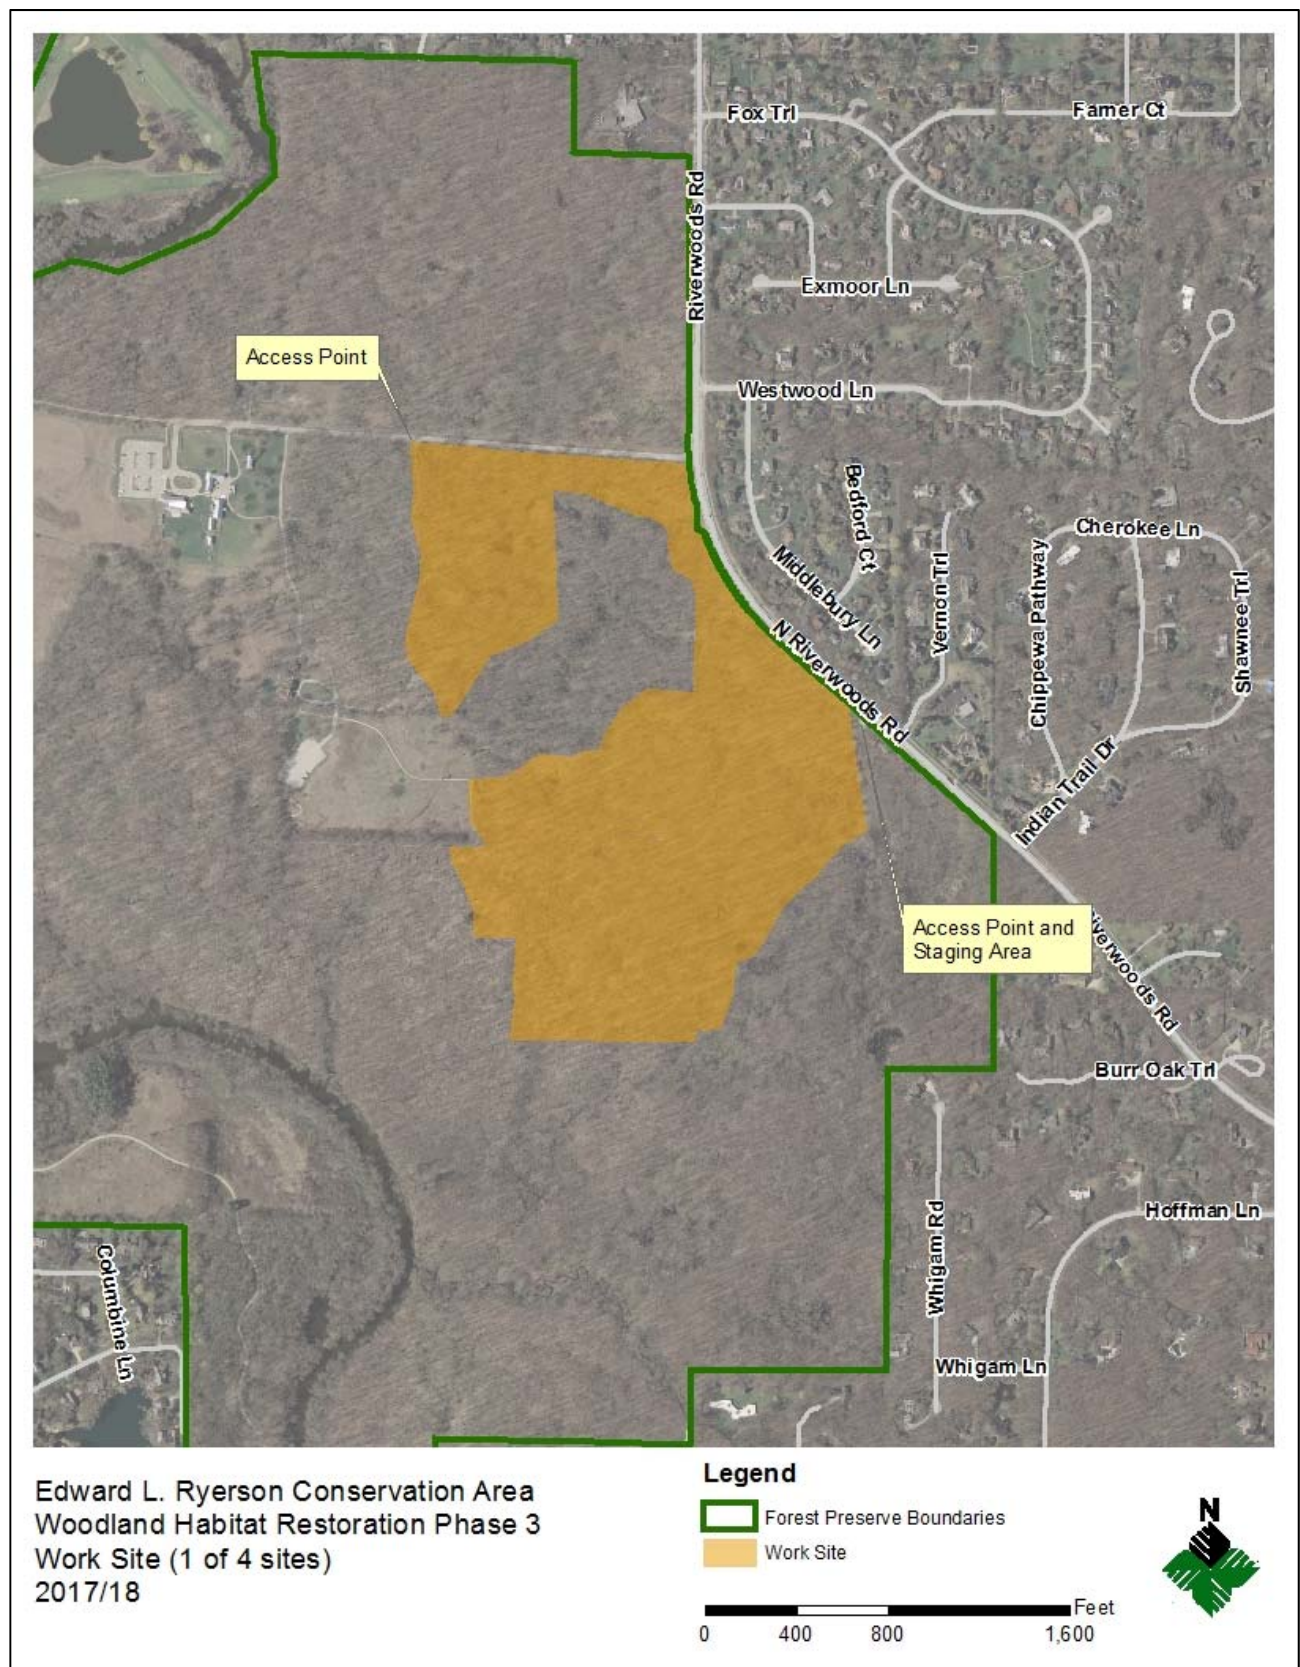 Fox Trl
Famer Ct
Riverwoods Rd
Exmoor Ln
Access Point
Westwood Ln
Bedford Ct
Cherokee Ln
Middlebury Ln
Vernon Trl
Chippewa Pathway
Shawnee Trl
N Riverwoods Rd
Indian Trail Dr
Access Point and
Staging Area
Riverwoods Rd
Burr Oak Trl
Hoffman Ln
Whigam Rd
Columbine Ln
Whigam Ln
Edward L. Ryerson Conservation Area
Woodland Habitat Restoration Phase 3
Work Site (1 of 4 sites)
2017/18
Legend
Forest Preserve Boundaries
Work Site
Feet
0 400 800 1,600
N